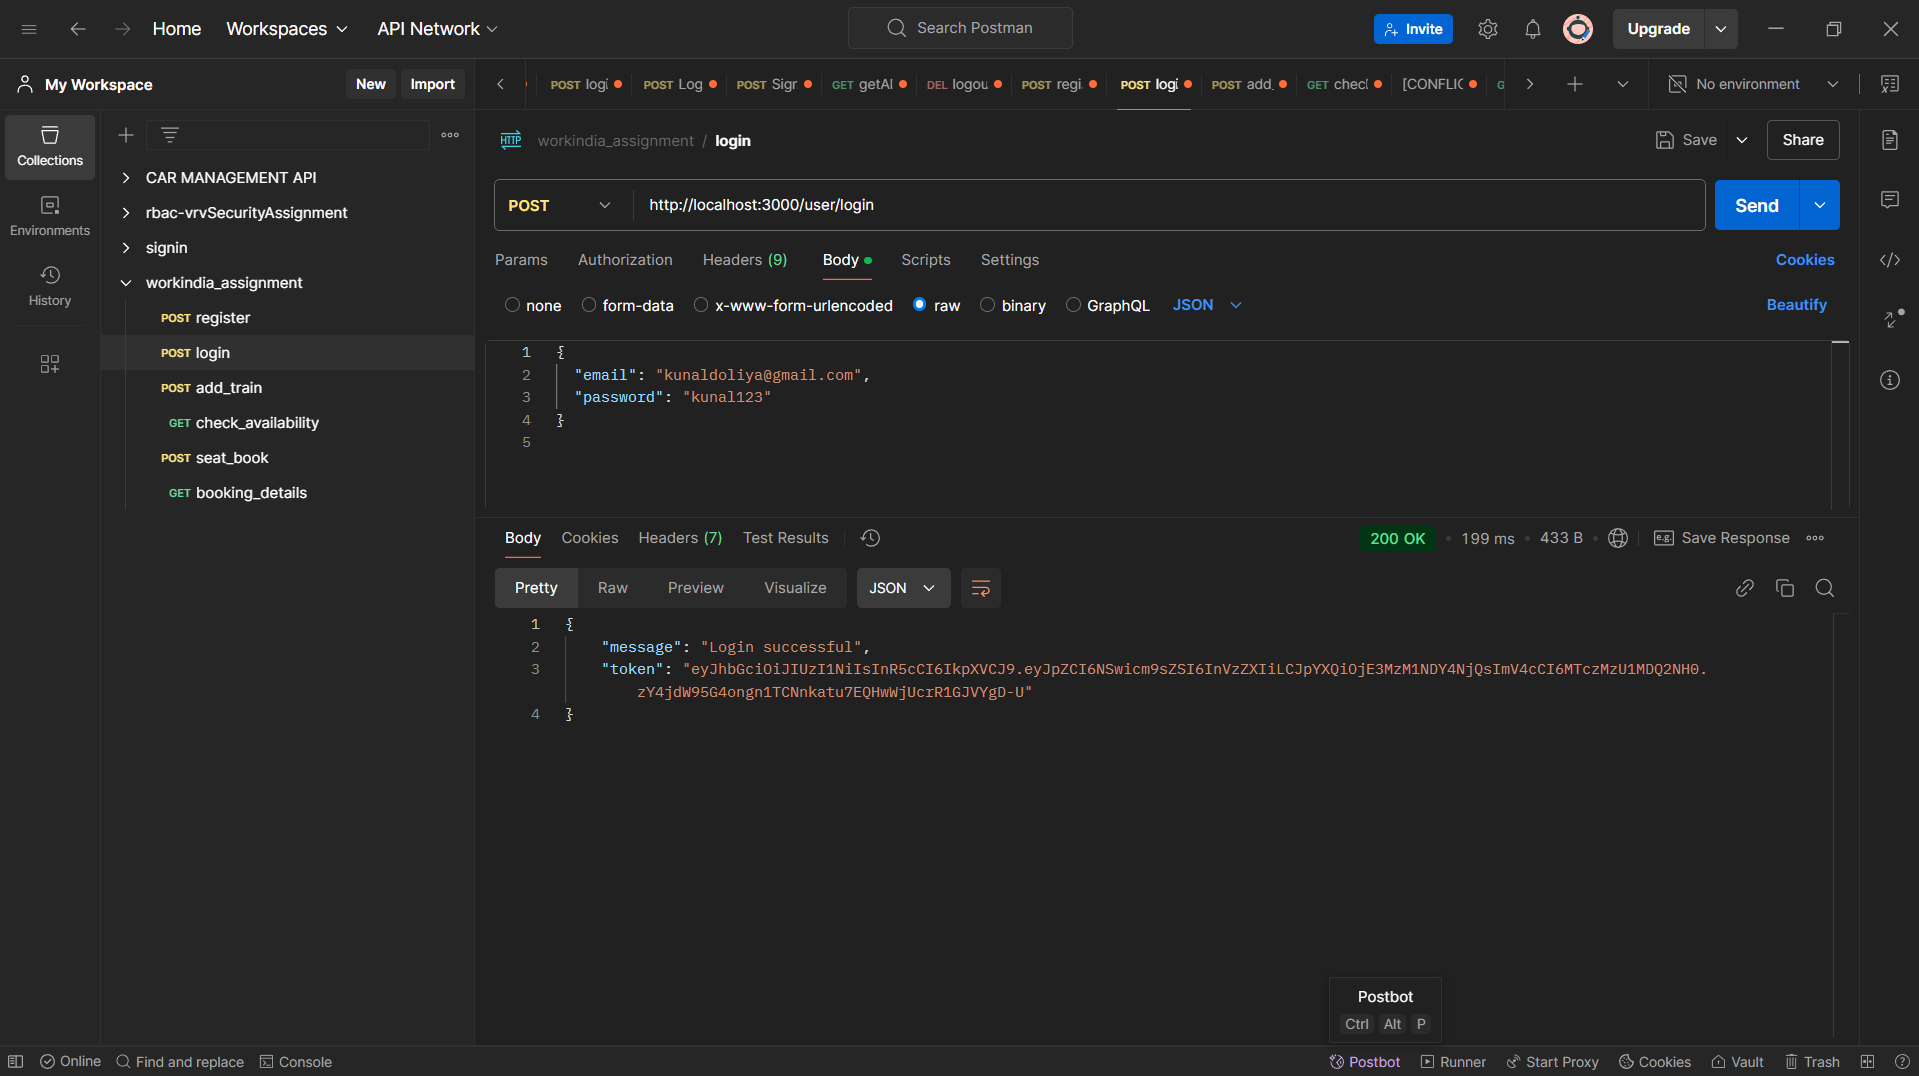 Home Workspaces API Network Search Postman Invite Upgrade
My Workspace New Import
POST logi POST Log POST Sigr GET getAl DEL logou POST regi POST logi POST add_ GET checl [CONFLIC G No environment
Collections
Environments
History
CAR MANAGEMENT API
rbac-vrvSecurityAssignment
signin
workindia_assignment
POST register
POST login
POST add_train
GET check_availability
POST seat_book
GET booking_details
HTTP workindia_assignment / login Save Share
POST http://localhost:3000/user/login Send
Params Authorization Headers (9) Body Scripts Settings Cookies
none form-data x-www-form-urlencoded raw binary GraphQL JSON Beautify
1 {
2 "email": "kunaldoliya@gmail.com",
3 "password": "kunal123"
4 }
5
Body Cookies Headers (7) Test Results 200 OK 199 ms 433 B e.g. Save Response
Pretty Raw Preview Visualize JSON
1 {
2 "message": "Login successful",
3 "token": "eyJhbGciOiJIUzI1NiIsInR5cCI6IkpXVCJ9.eyJpZCI6NSwicm9sZSI6InVzZXIiLCJpYXQiOjE3MzM1NDY4NjQsImV4cCI6MTczMzU1MDQ2NH0.
zY4jdW95G4ongn1TCNnkatu7EQHwWjUcrR1GJVYgD-U"
4 }
Postbot
Ctrl Alt P
Online Find and replace Console Postbot Runner Start Proxy Cookies Vault Trash